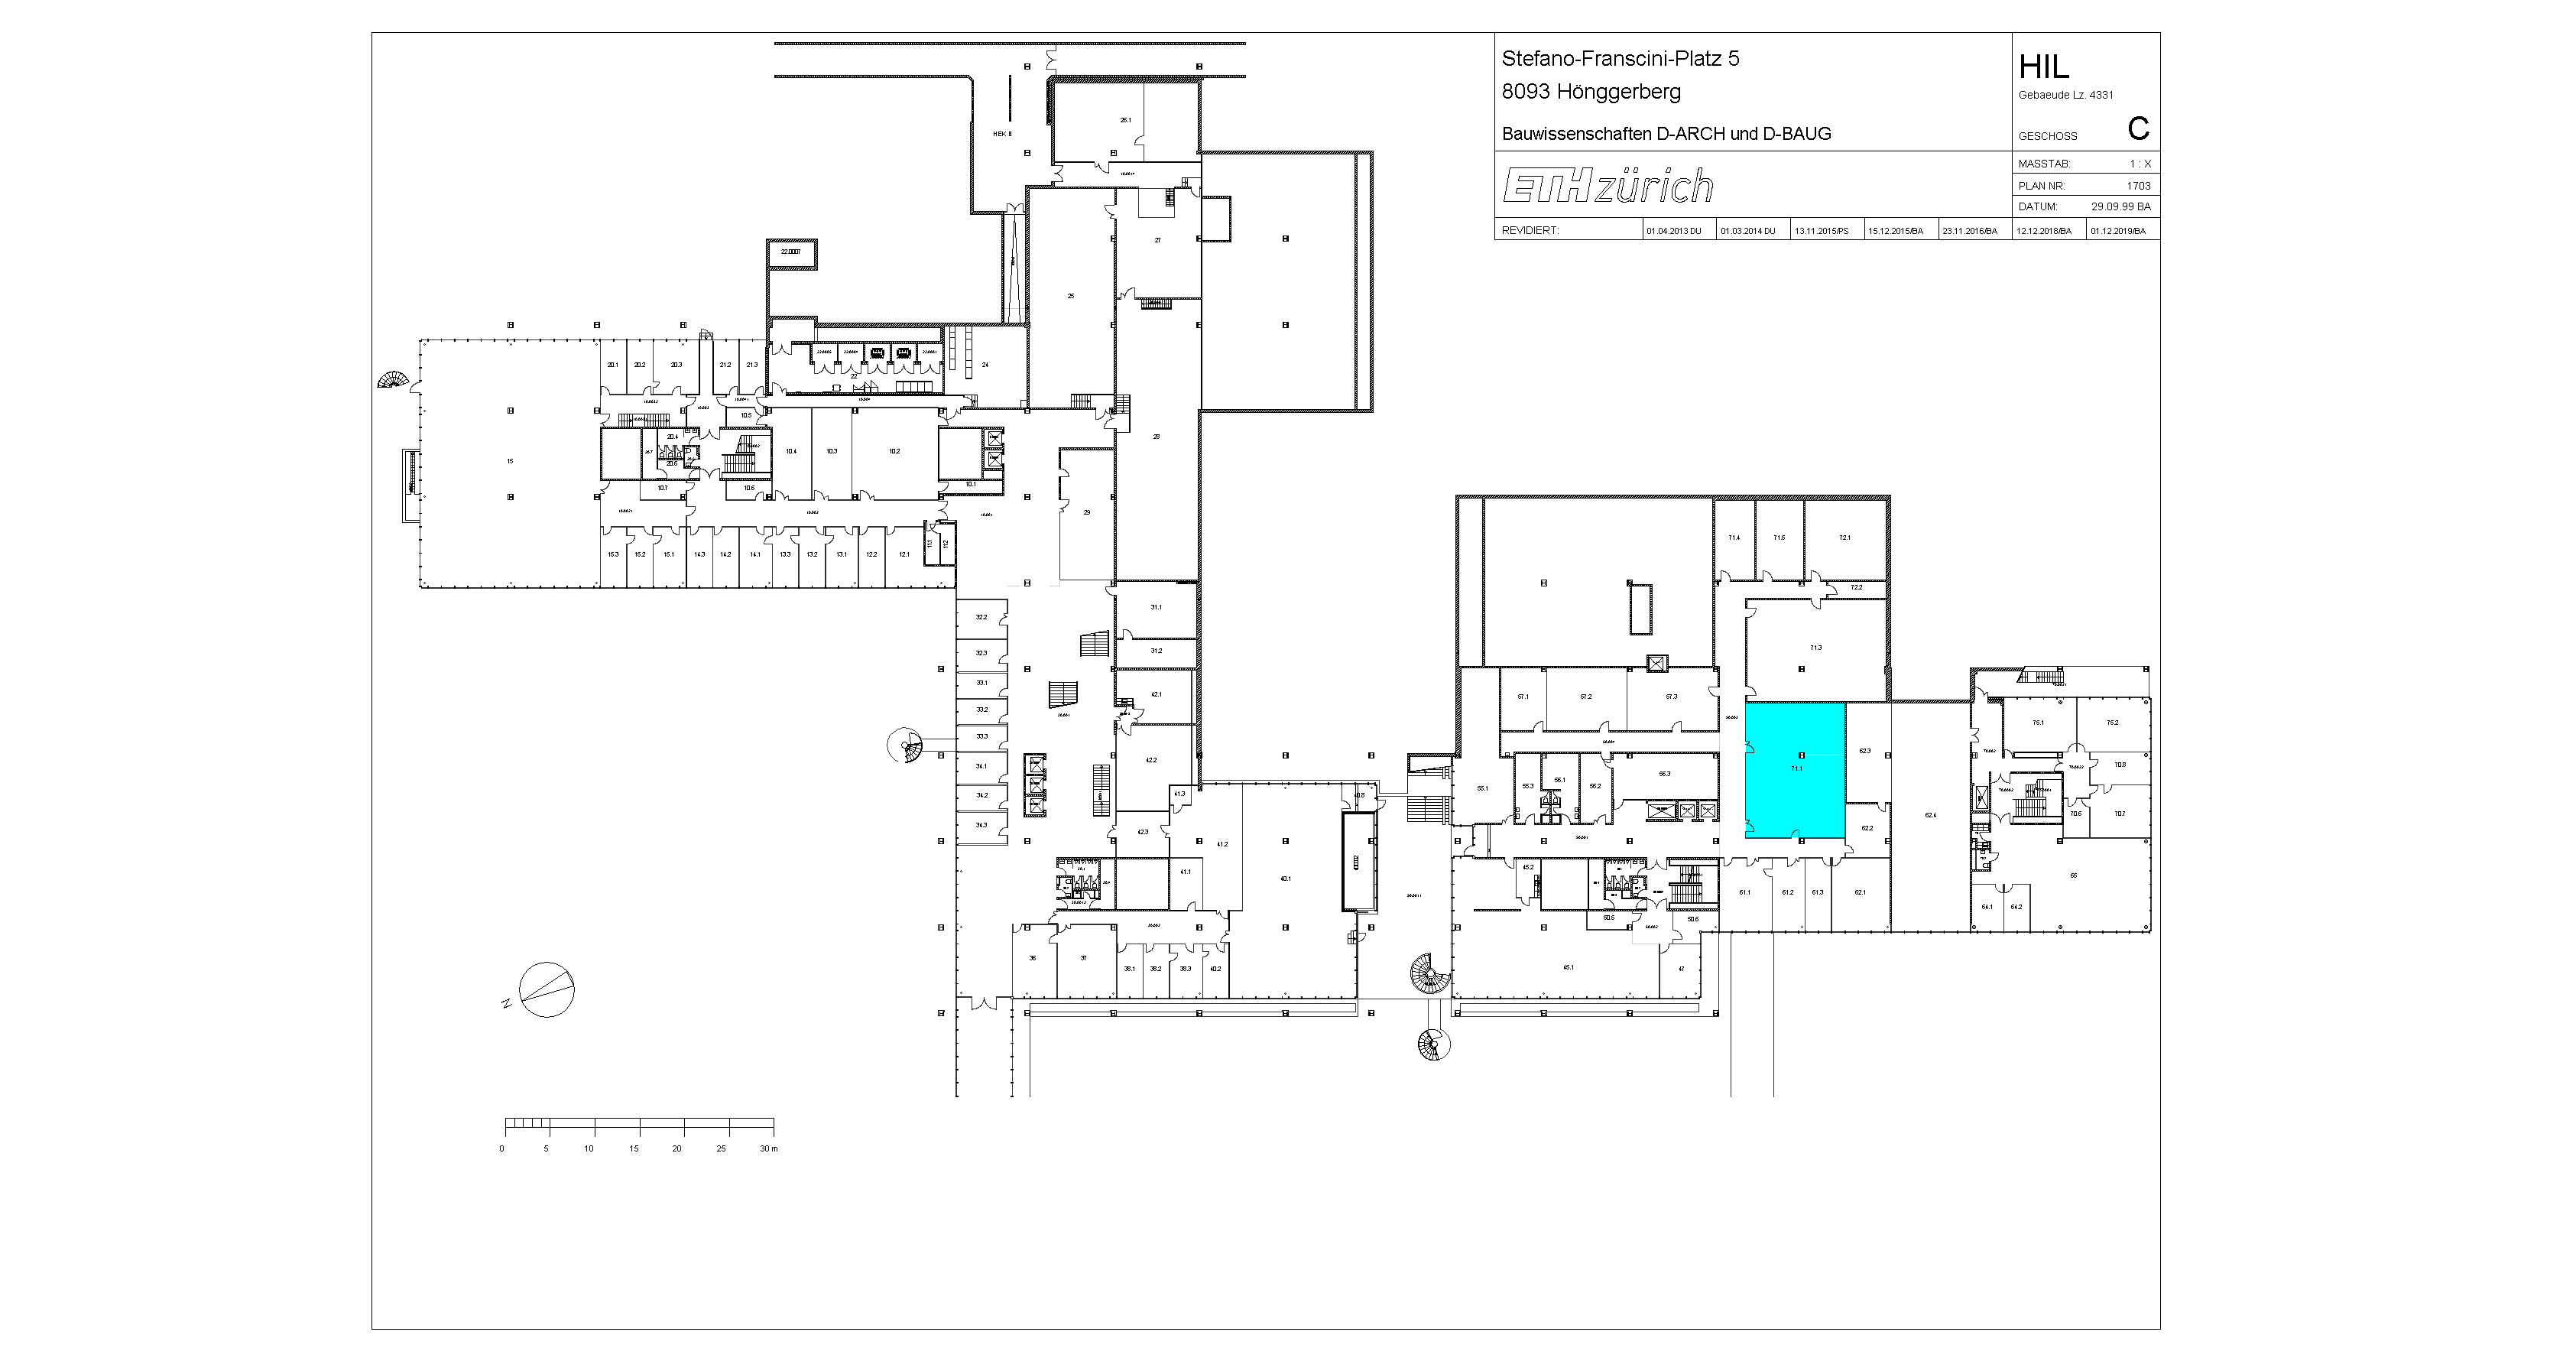 Stefano-Franscini-Platz 5
8093 Hönggerberg
Bauwissenschaften D-ARCH und D-BAUG
HIL
Gebaeude Lz. 4331
GESCHOSS C
MASSTAB: 1 : X
PLAN NR: 1703
DATUM: 29.09.99 BA
ETH zürich
REVIDIERT: 01.04.2013 DU 01.03.2014 DU 13.11.2015/PS 15.12.2015/BA 23.11.2016/BA 12.12.2018/BA 01.12.2019/BA
HEK B
25.1
27
22.0007
25
20.1 20.2 20.3 21.2 21.3
22
24
10.5
20.4
28
15
10.4 10.3 10.2
20.6
10.1
10.7 10.6
29
15.3 15.2 15.1 14.3 14.2 14.1 13.3 13.2 13.1 12.2 12.1 11.1 11.2
71.4 71.5 72.1
72.2
31.1
32.2
31.2
32.3
71.3
33.1
42.1
57.1 57.2 57.3
33.2
75.1 75.2
33.3
62.3
42.2
34.1
70.8
71.1
55.3 55.1 55.2 56.3
55.1
34.2
41.3
40.8
70.6 70.7
62.4
34.3
42.3
62.2
41.2
45.2
41.1
40.1
65
61.1 61.2 61.3 62.1
64.1 64.2
50.5 50.6
36 37
38.1 38.2 38.3 40.2
45.1 47
N
0 5 10 15 20 25 30 m